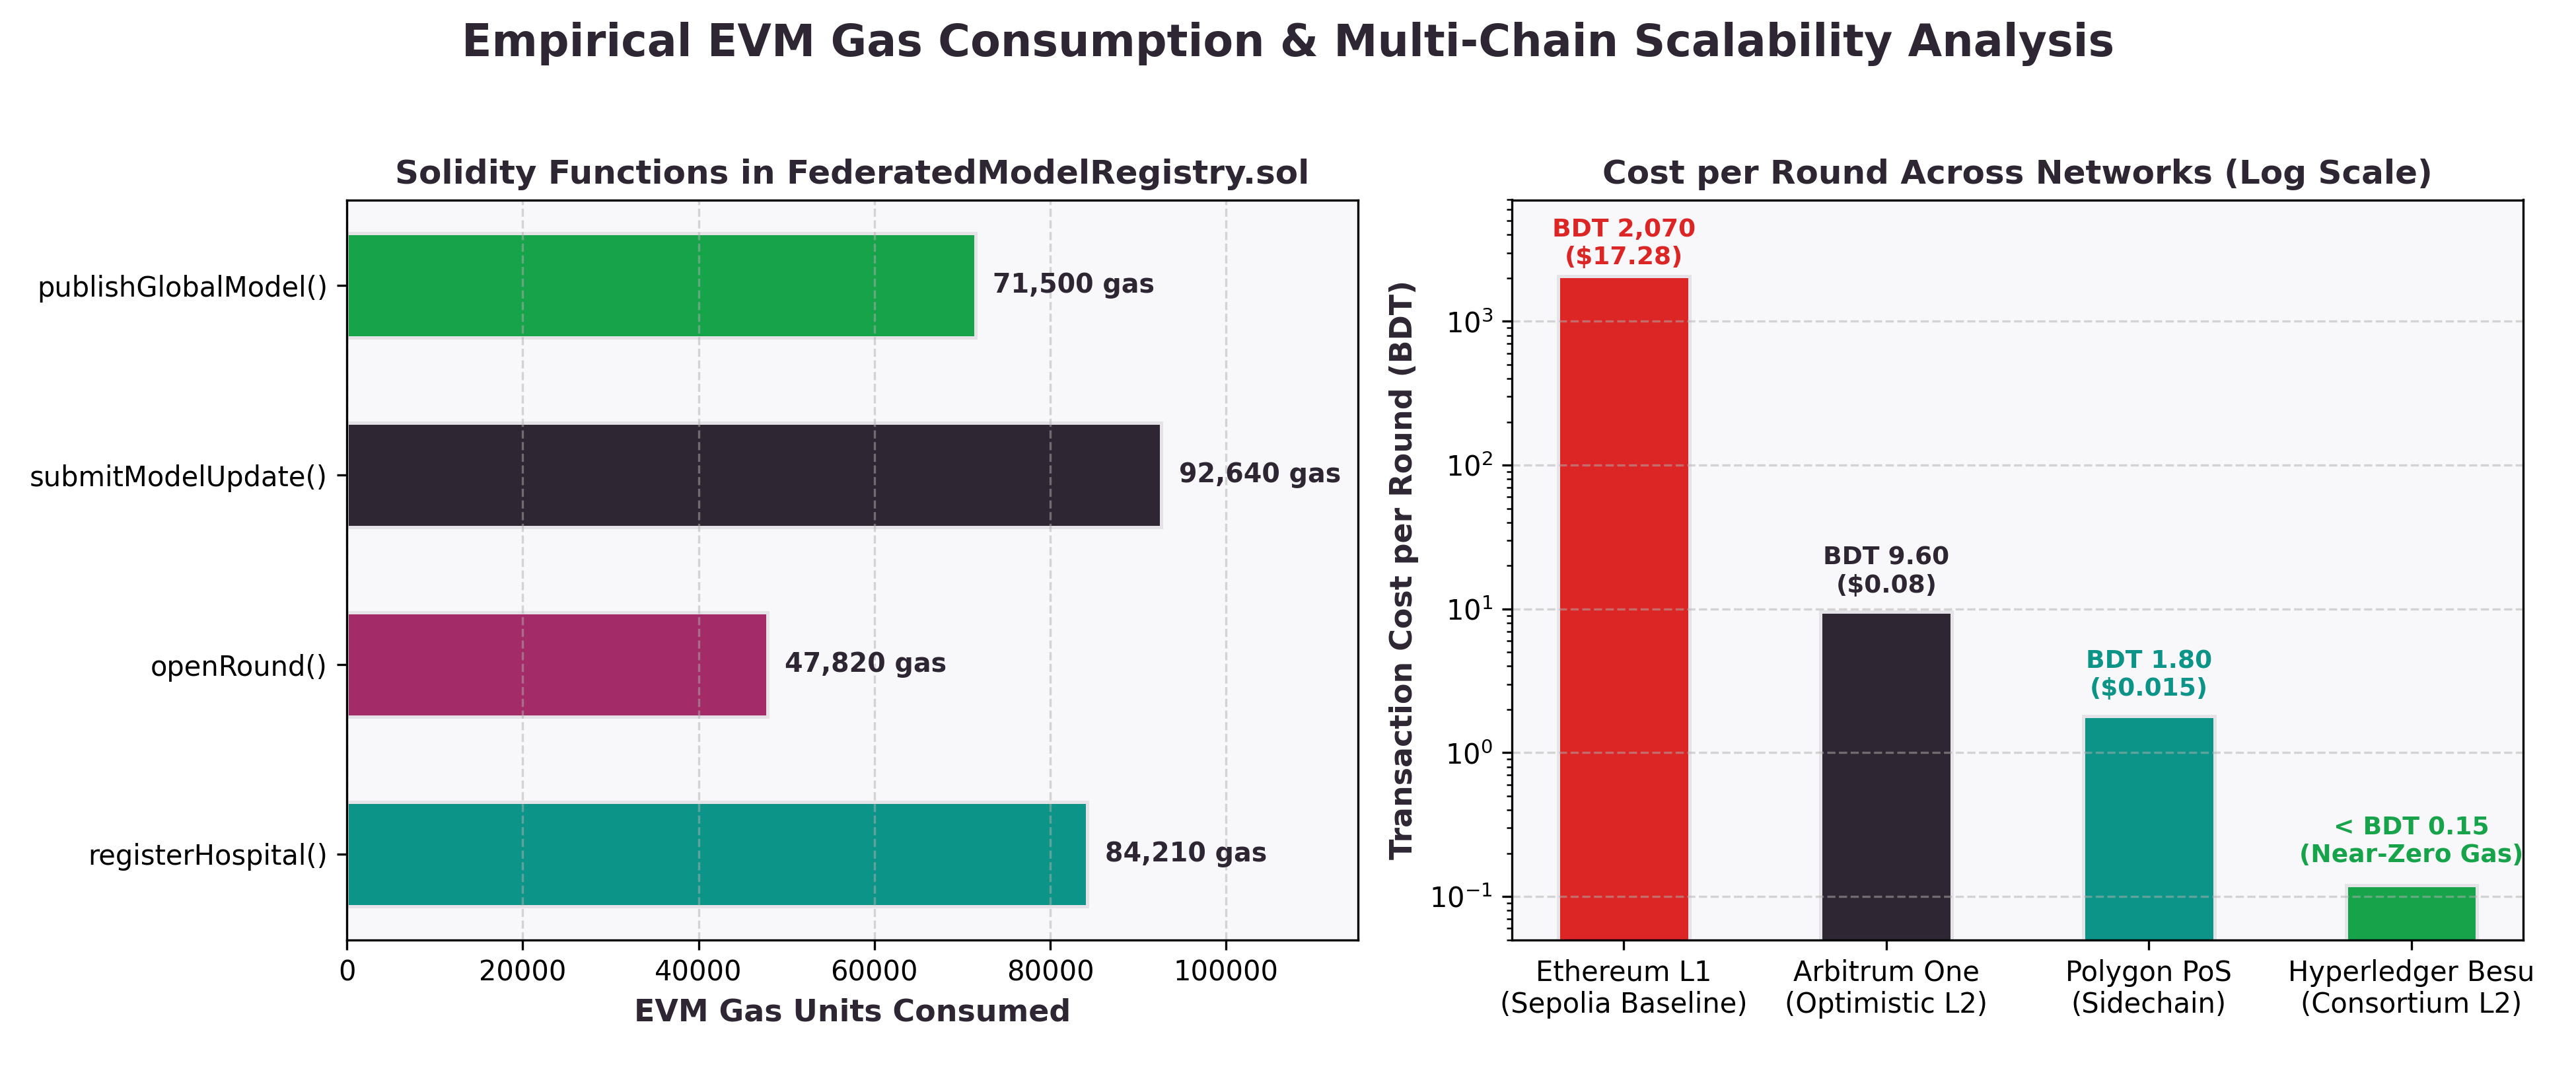 Empirical EVM Gas Consumption & Multi-Chain Scalability Analysis
Solidity Functions in FederatedModelRegistry.sol
publishGlobalModel()
71,500 gas
submitModelUpdate()
92,640 gas
openRound()
47,820 gas
registerHospital()
84,210 gas
0 20000 40000 60000 80000 100000
EVM Gas Units Consumed
Cost per Round Across Networks (Log Scale)
Transaction Cost per Round (BDT)
10³
10²
10¹
10⁰
10⁻¹
BDT 2,070
($17.28)
BDT 9.60
($0.08)
BDT 1.80
($0.015)
< BDT 0.15
(Near-Zero Gas)
Ethereum L1
(Sepolia Baseline)
Arbitrum One
(Optimistic L2)
Polygon PoS
(Sidechain)
Hyperledger Besu
(Consortium L2)